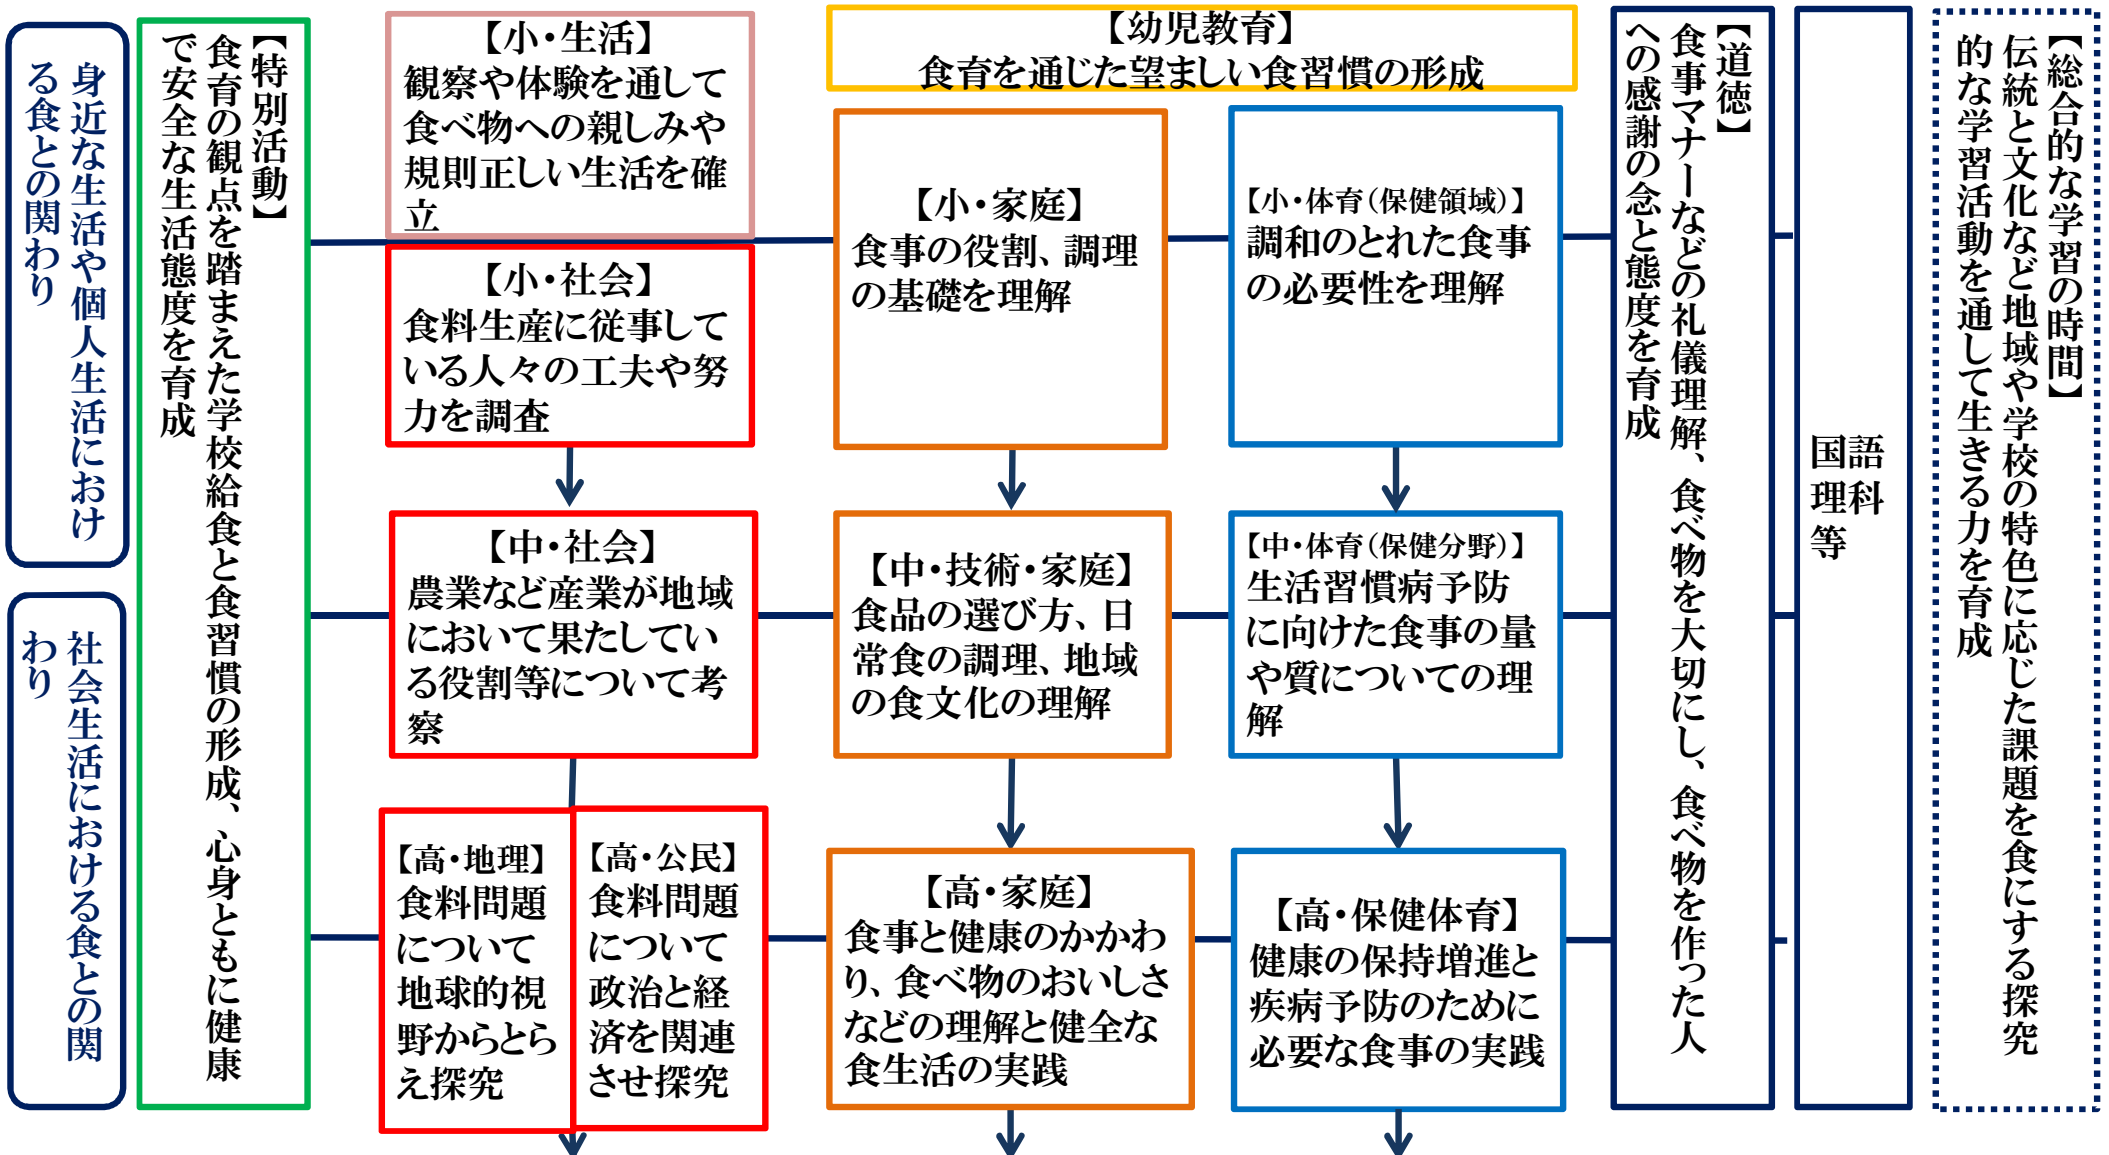 身近な生活や個人生活におけ
る食との関わり
社会生活における食との関
わり
【特別活動】
食育の観点を踏まえた学校給食と食習慣の形成、心身ともに健康
で安全な生活態度を育成
【小・生活】
観察や体験を通して
食べ物への親しみや
規則正しい生活を確
立
【幼児教育】
食育を通じた望ましい食習慣の形成
【小・社会】
食料生産に従事して
いる人々の工夫や努
力を調査
【小・家庭】
食事の役割、調理
の基礎を理解
【小・体育（保健領域）】
調和のとれた食事
の必要性を理解
【中・社会】
農業など産業が地域
において果たしてい
る役割等について考
察
【中・技術・家庭】
食品の選び方、日
常食の調理、地域
の食文化の理解
【中・体育（保健分野）】
生活習慣病予防
に向けた食事の量
や質についての理
解
【高・地理】
食料問題
について
地球的視
野からとら
え探究
【高・公民】
食料問題
について
政治と経
済を関連
させ探究
【高・家庭】
食事と健康のかかわ
り、食べ物のおいしさ
などの理解と健全な
食生活の実践
【高・保健体育】
健康の保持増進と
疾病予防のために
必要な食事の実践
【道徳】
食事マナーなどの礼儀理解、食べ物を大切にし、食べ物を作った人
への感謝の念と態度を育成
国語
理科
等
【総合的な学習の時間】
伝統と文化など地域や学校の特色に応じた課題を食にする探究
的な学習活動を通して生きる力を育成